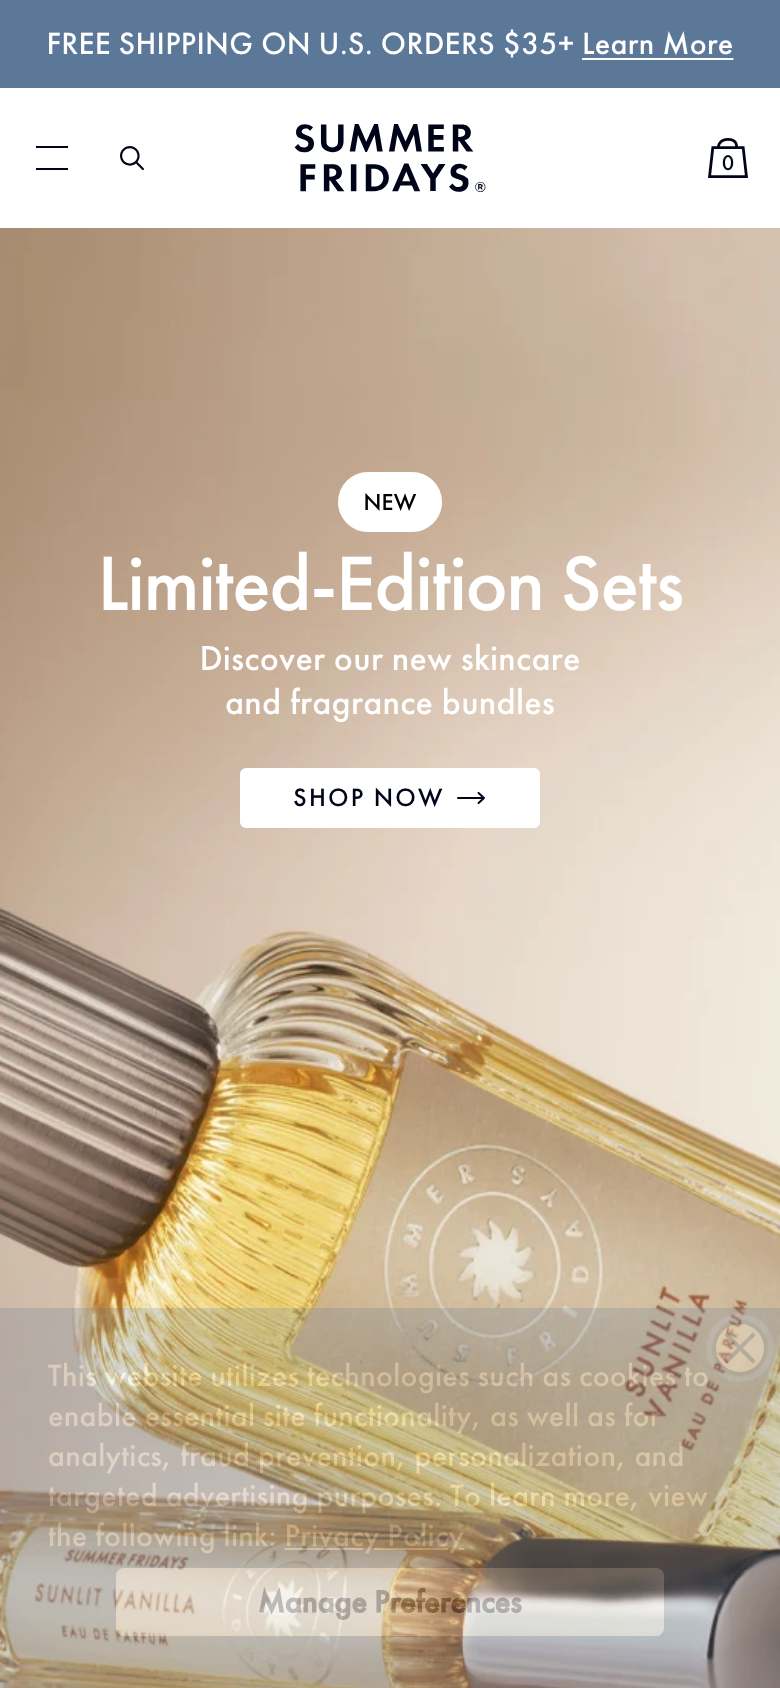 FREE SHIPPING ON U.S. ORDERS $35+ Learn More
SUMMER
FRIDAYS®
0
NEW
Limited-Edition Sets
Discover our new skincare
and fragrance bundles
SHOP NOW →
SUMMER FRIDAYS
SUNLIT
VANILLA
EAU DE PARFUM
This website utilizes technologies such as cookies to
enable essential site functionality, as well as for
analytics, fraud prevention, personalization, and
targeted advertising purposes. To learn more, view
the following link: Privacy Policy
SUMMER FRIDAYS
SUNLIT VANILLA
EAU DE PARFUM
Manage Preferences